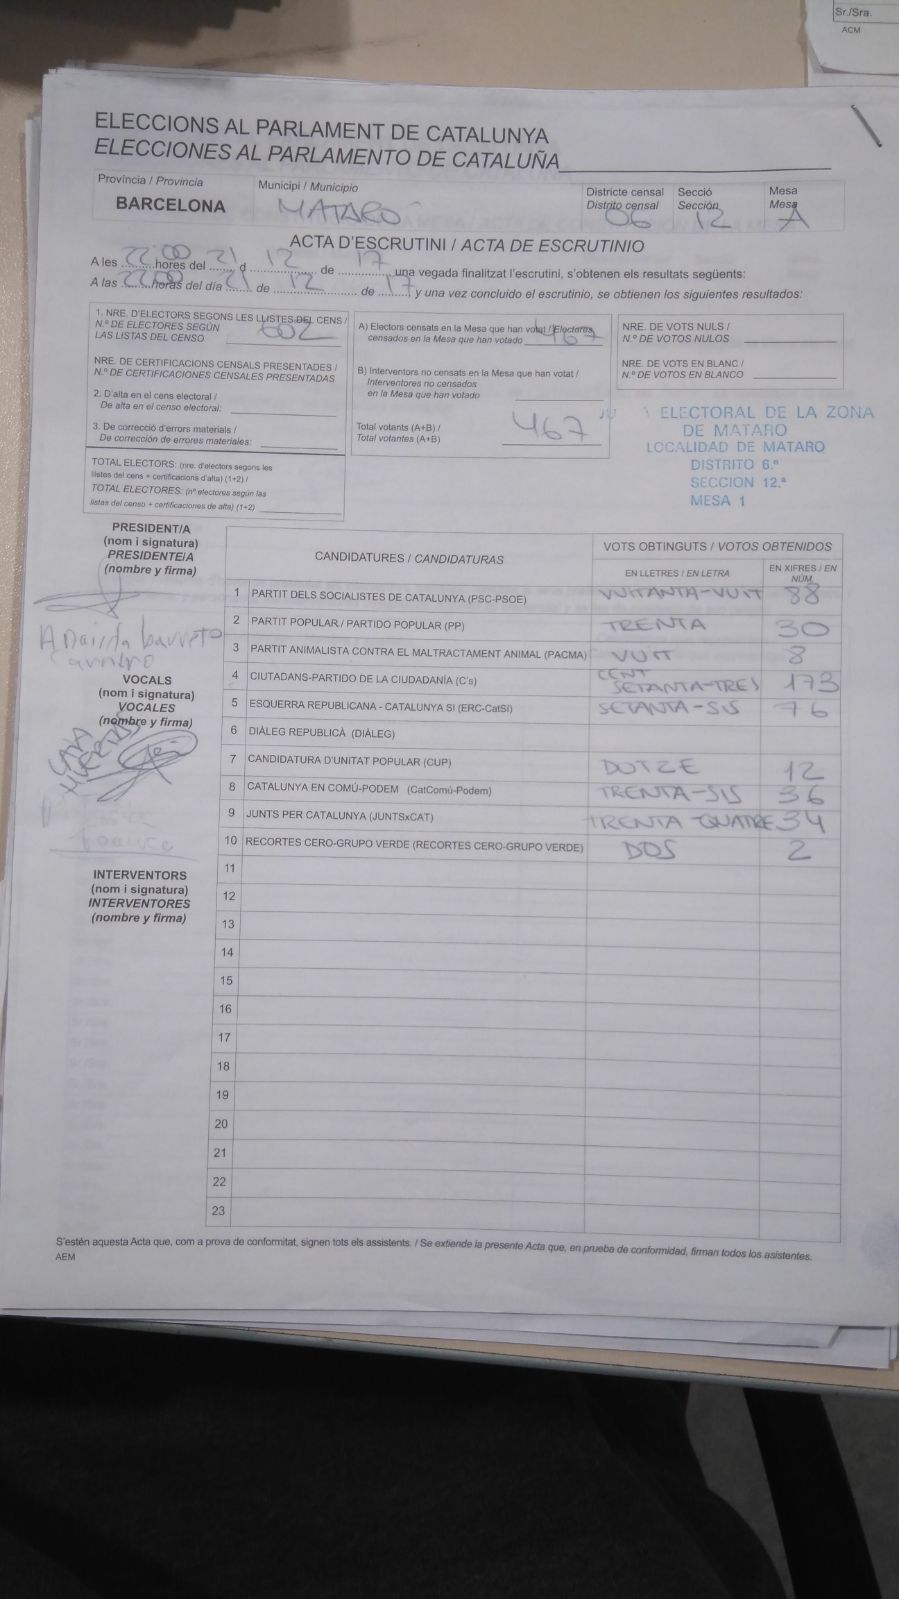 Sr./Sra.
ACM
ELECCIONS AL PARLAMENT DE CATALUNYA
ELECCIONES AL PARLAMENTO DE CATALUÑA
Província / Provincia
BARCELONA
Municipi / Municipio
MATARÓ
Districte censal
Distrito censal
06
Secció
Sección
12
Mesa
Mesa
A
ACTA D'ESCRUTINI / ACTA DE ESCRUTINIO
A les 22:00 hores del 21 d 12 de 17 una vegada finalitzat l'escrutini, s'obtenen els resultats següents:
A las 22:00 horas del día 21 de 12 de 17 y una vez concluido el escrutinio, se obtienen los siguientes resultados:
1. NRE. D'ELECTORS SEGONS LES LLISTES DEL CENS /
N.º DE ELECTORES SEGÚN
LAS LISTAS DEL CENSO 602
NRE. DE CERTIFICACIONS CENSALS PRESENTADES /
N.º DE CERTIFICACIONES CENSALES PRESENTADAS
2. D'alta en el cens electoral /
De alta en el censo electoral:
3. De correcció d'errors materials /
De corrección de errores materiales:
TOTAL ELECTORS: (nre. d'electors segons les
llistes del cens + certificacions d'alta) (1+2) /
TOTAL ELECTORES: (nº electores según las
listas del censo + certificaciones de alta) (1+2)
A) Electors censats en la Mesa que han votat / Electores
censados en la Mesa que han votado 467
B) Interventors no censats en la Mesa que han votat /
Interventores no censados
en la Mesa que han votado
Total votants (A+B) /
Total votantes (A+B) 467
NRE. DE VOTS NULS /
N.º DE VOTOS NULOS
NRE. DE VOTS EN BLANC /
N.º DE VOTOS EN BLANCO
JU A ELECTORAL DE LA ZONA
DE MATARO
LOCALIDAD DE MATARO
DISTRITO 6.º
SECCION 12.ª
MESA 1
PRESIDENT/A
(nom i signatura)
PRESIDENTE/A
(nombre y firma)
VOCALS
(nom i signatura)
VOCALES
(nombre y firma)
INTERVENTORS
(nom i signatura)
INTERVENTORES
(nombre y firma)
CANDIDATURES / CANDIDATURAS
VOTS OBTINGUTS / VOTOS OBTENIDOS
EN LLETRES / EN LETRA
EN XIFRES / EN NÚM.
1 PARTIT DELS SOCIALISTES DE CATALUNYA (PSC-PSOE) VUITANTA-VUIT 88
2 PARTIT POPULAR / PARTIDO POPULAR (PP) TRENTA 30
3 PARTIT ANIMALISTA CONTRA EL MALTRACTAMENT ANIMAL (PACMA) VUIT 8
4 CIUTADANS-PARTIDO DE LA CIUDADANÍA (C's) CENT SETANTA-TRES 173
5 ESQUERRA REPUBLICANA - CATALUNYA SI (ERC-CatSI) SETANTA-SIS 76
6 DIÀLEG REPUBLICÀ (DIÀLEG)
7 CANDIDATURA D'UNITAT POPULAR (CUP) DOTZE 12
8 CATALUNYA EN COMÚ-PODEM (CatComú-Podem) TRENTA-SIS 36
9 JUNTS PER CATALUNYA (JUNTSxCAT) TRENTA QUATRE 34
10 RECORTES CERO-GRUPO VERDE (RECORTES CERO-GRUPO VERDE) DOS 2
11
12
13
14
15
16
17
18
19
20
21
22
23
S'estén aquesta Acta que, com a prova de conformitat, signen tots els assistents. / Se extiende la presente Acta que, en prueba de conformidad, firman todos los asistentes.
AEM